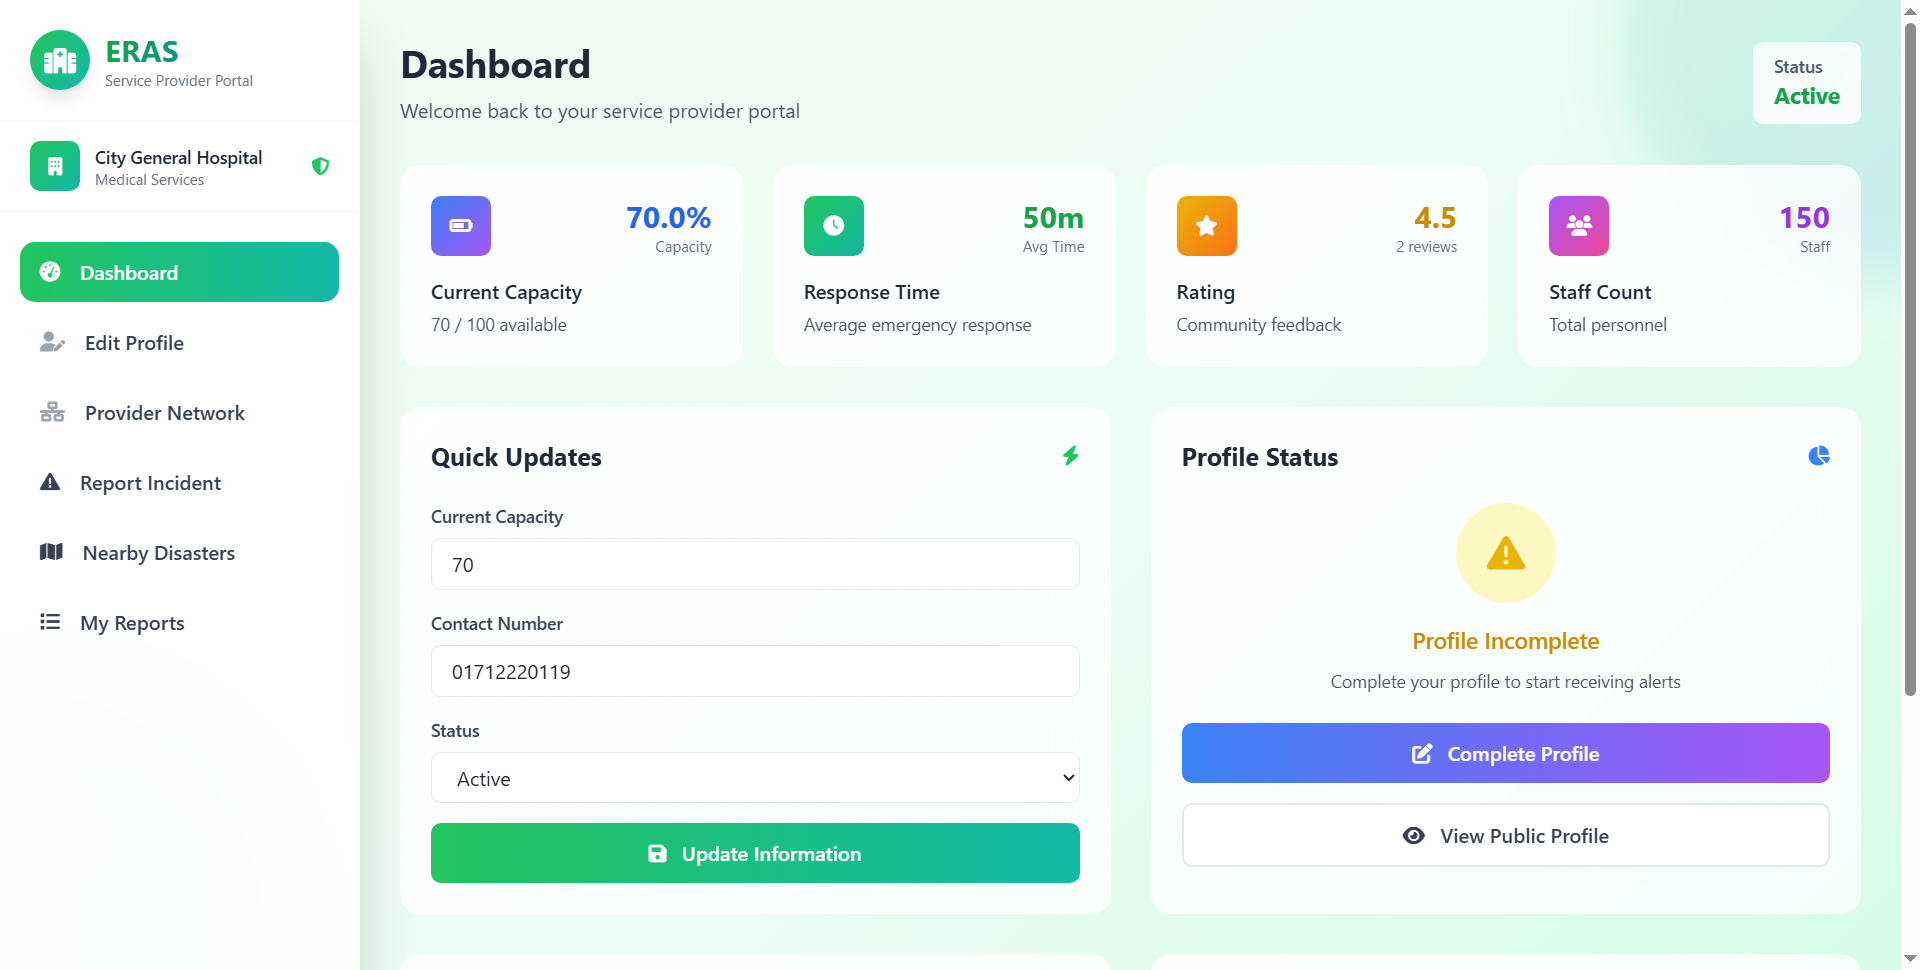 ERAS
Service Provider Portal
City General Hospital
Medical Services
Dashboard
Edit Profile
Provider Network
Report Incident
Nearby Disasters
My Reports
Dashboard
Welcome back to your service provider portal
Status
Active
70.0%
Capacity
Current Capacity
70 / 100 available
50m
Avg Time
Response Time
Average emergency response
4.5
2 reviews
Rating
Community feedback
150
Staff
Staff Count
Total personnel
Quick Updates
Current Capacity
70
Contact Number
01712220119
Status
Active
Update Information
Profile Status
Profile Incomplete
Complete your profile to start receiving alerts
Complete Profile
View Public Profile